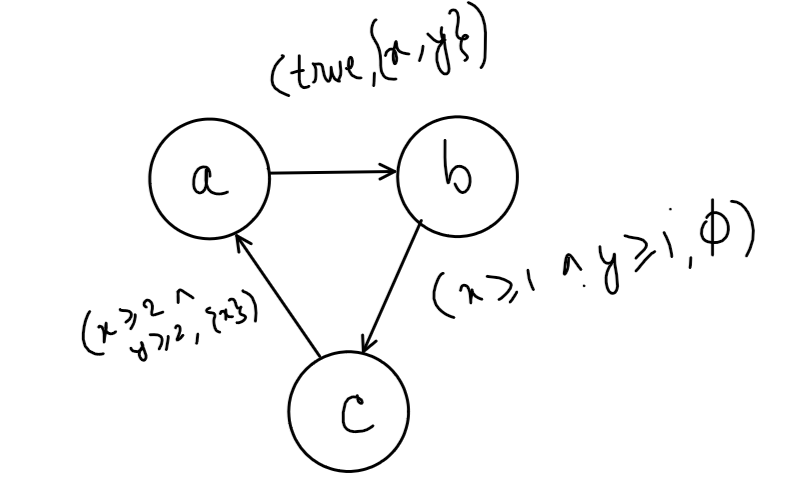 (true,{x,y})
a
b
(x⩾1 ∧ y⩾1,ϕ)
(x⩾2 ∧
y⩾2,{x})
c